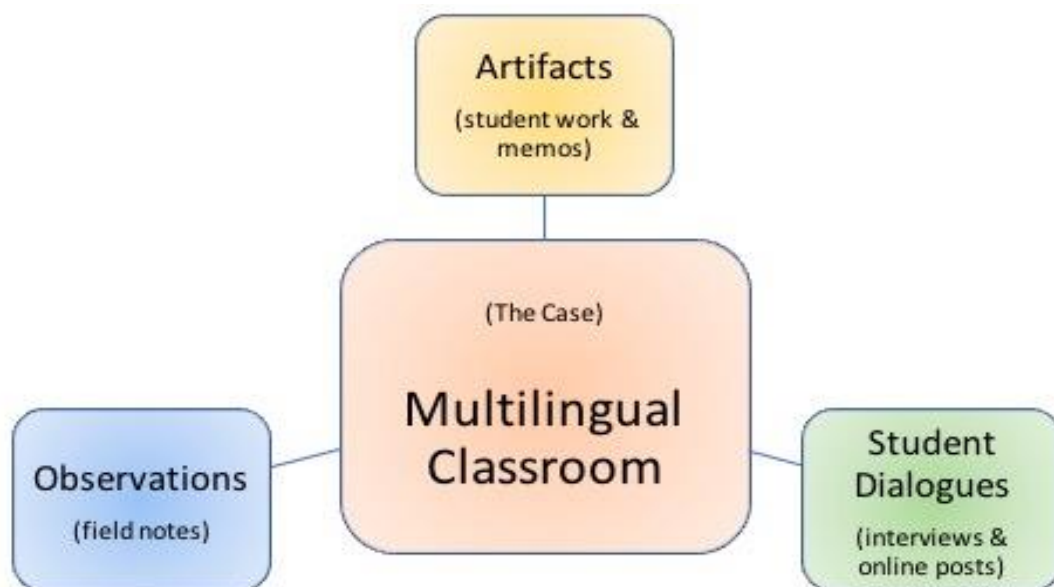 Artifacts
(student work &
memos)
(The Case)
Multilingual
Classroom
Observations
(field notes)
Student
Dialogues
(interviews &
online posts)